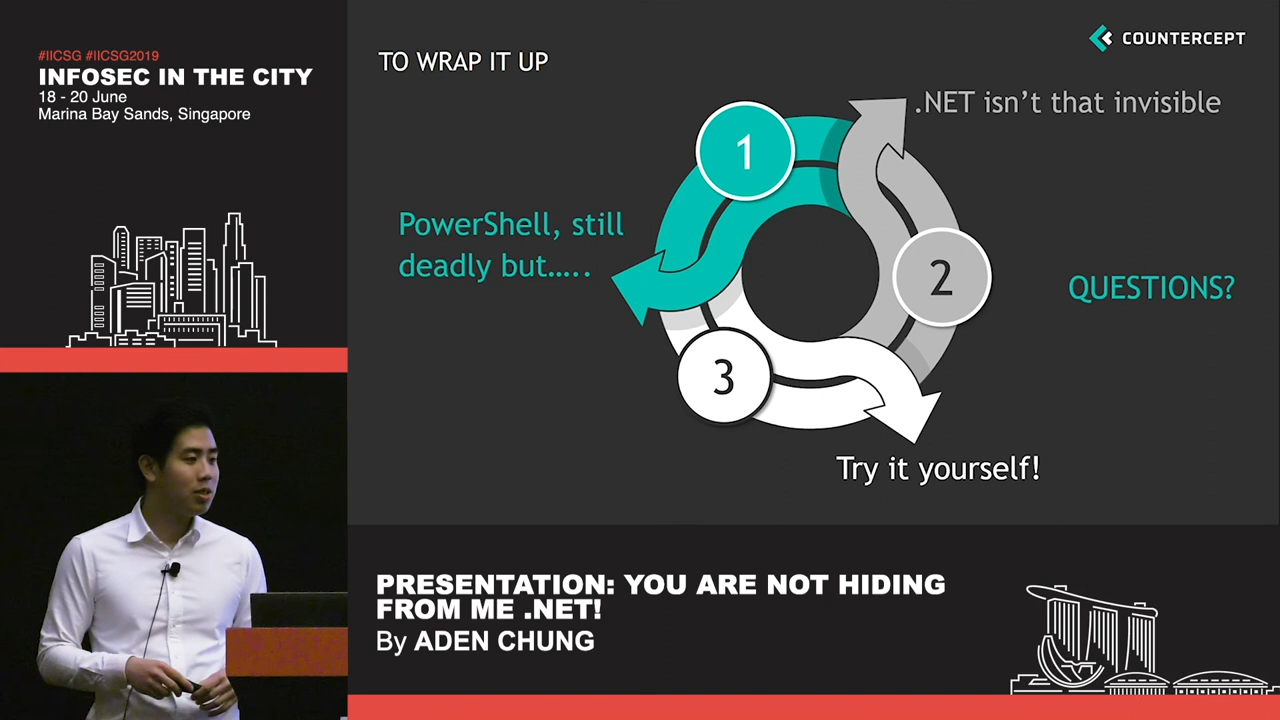 #IICSG #IICSG2019
INFOSEC IN THE CITY
18 - 20 June
Marina Bay Sands, Singapore
COUNTERCEPT
TO WRAP IT UP
.NET isn't that invisible
1
PowerShell, still
deadly but.....
2
QUESTIONS?
3
Try it yourself!
PRESENTATION: YOU ARE NOT HIDING
FROM ME .NET!
By ADEN CHUNG